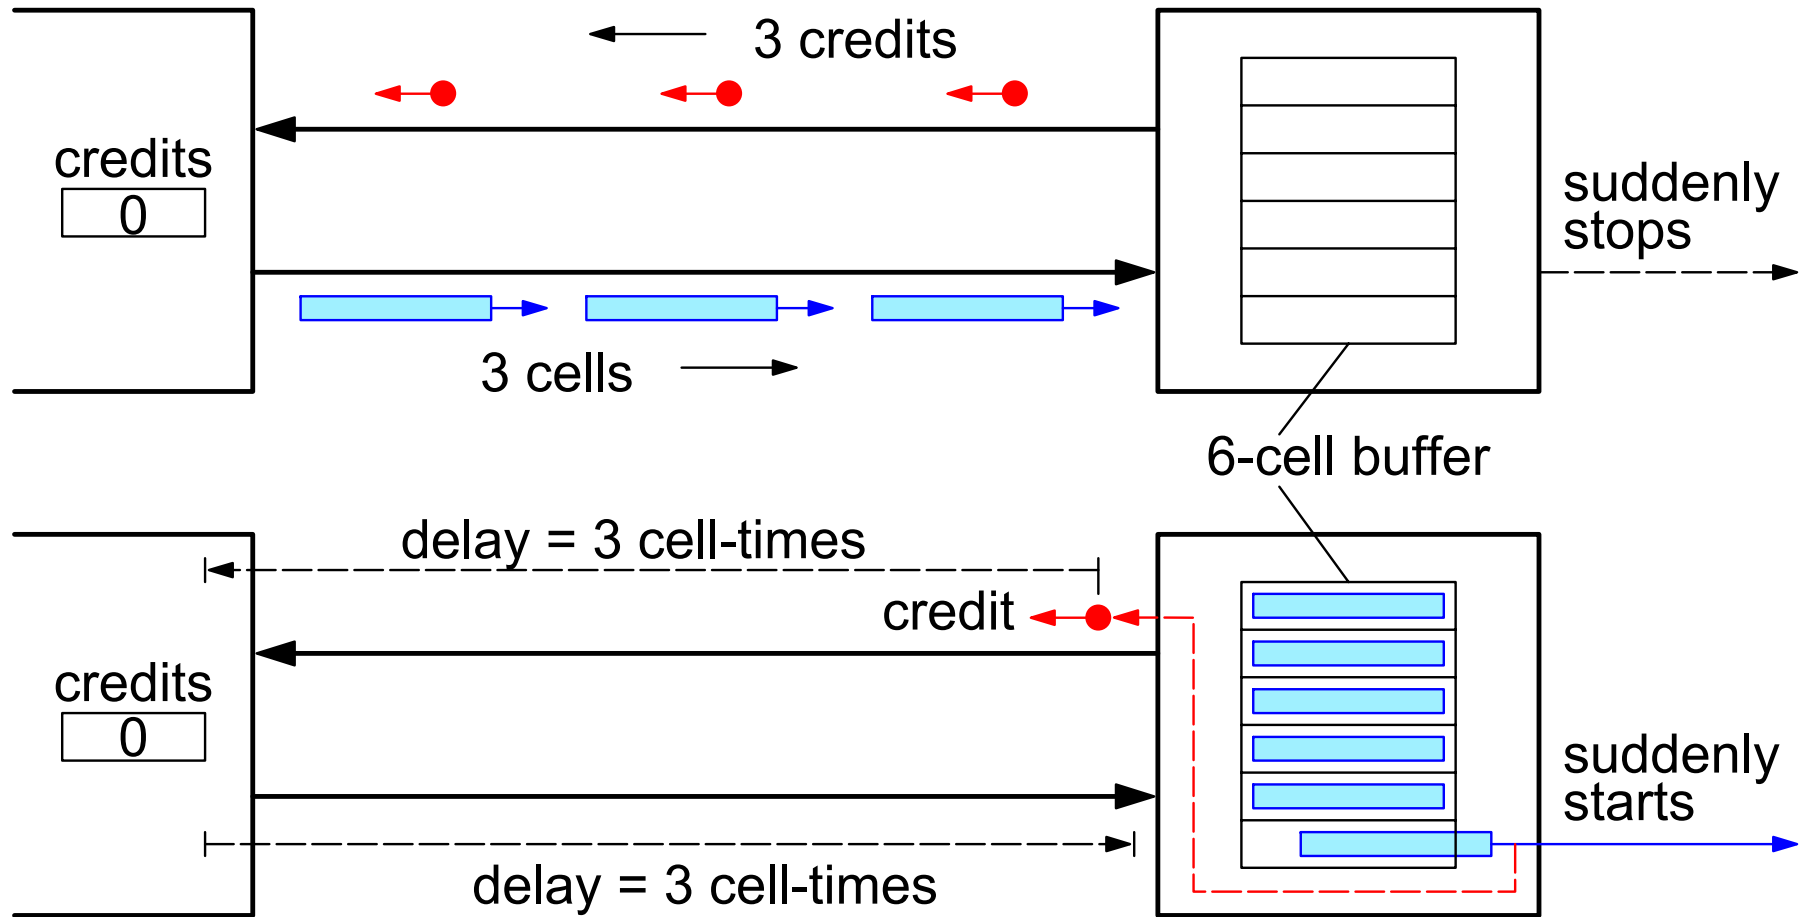 3 credits
credits
0
suddenly
stops
3 cells
6-cell buffer
delay = 3 cell-times
credit
credits
0
suddenly
starts
delay = 3 cell-times